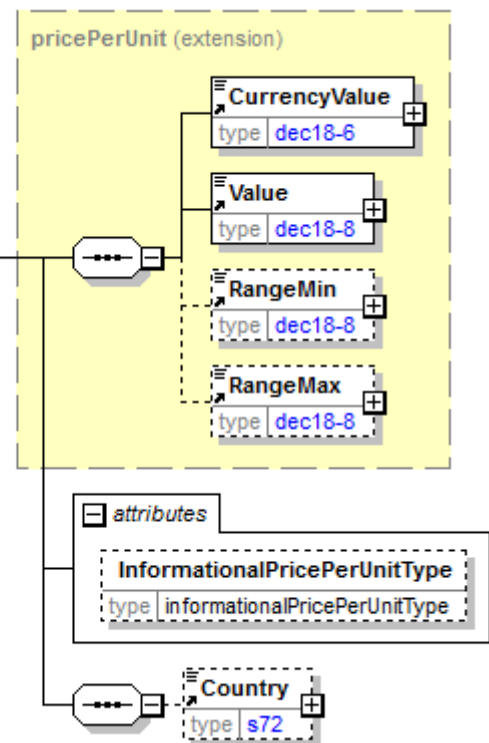 pricePerUnit (extension)
CurrencyValue
type dec18-6
Value
type dec18-8
RangeMin
type dec18-8
RangeMax
type dec18-8
attributes
InformationalPricePerUnitType
type informationalPricePerUnitType
Country
type s72